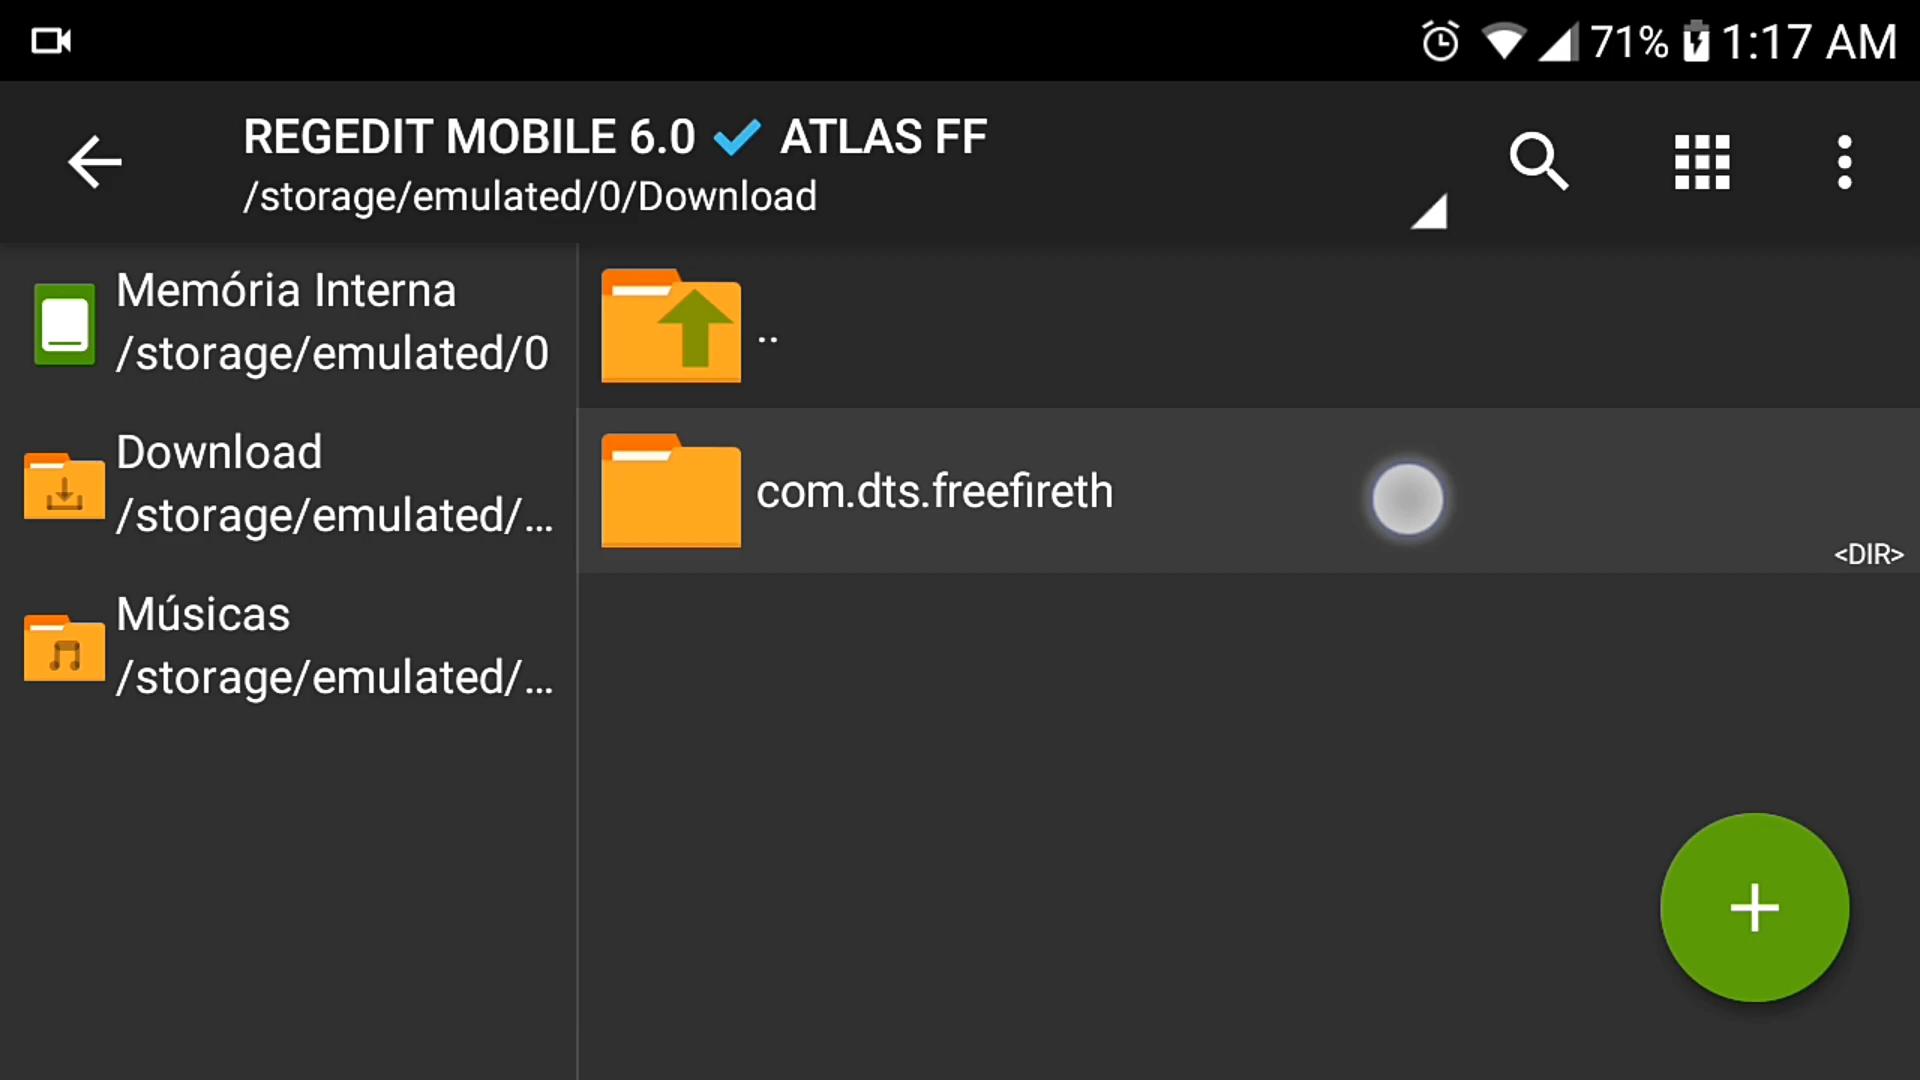 71% 1:17 AM
REGEDIT MOBILE 6.0 ✔ ATLAS FF
/storage/emulated/0/Download
Memória Interna
/storage/emulated/0
Download
/storage/emulated/...
Músicas
/storage/emulated/...
..
com.dts.freefireth
<DIR>